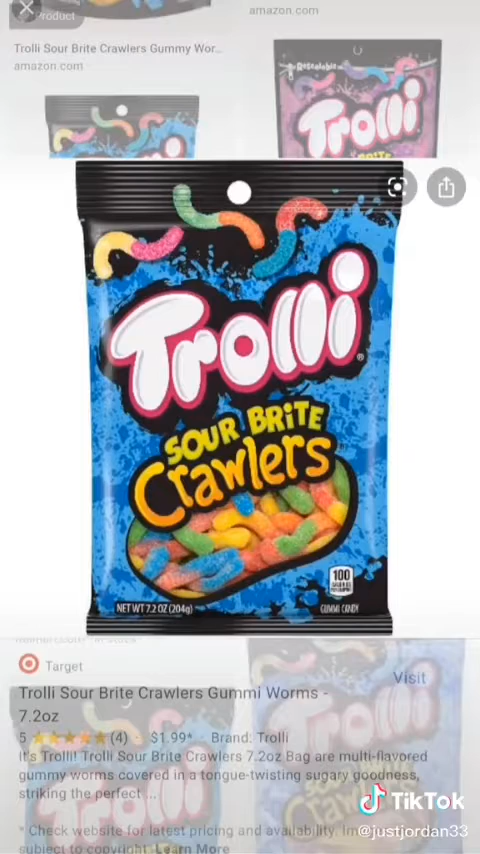 Product
amazon.com
Trolli Sour Brite Crawlers Gummy Wor...
amazon.com
Resealable
Trolli
Trolli
Trolli
SOUR BRITE
Crawlers
100
NET WT 7.2 OZ (204g)
GUMMI CANDY
Target
Trolli Sour Brite Crawlers Gummi Worms -
7.2oz
Visit
5 ★★★★★ (4) · $1.99* Brand: Trolli
It's Trolli! Trolli Sour Brite Crawlers 7.2oz Bag are multi-flavored
gummy worms covered in a tongue-twisting sugary goodness,
striking the perfect ...
* Check website for latest pricing and availability. Im
subject to copyright. Learn More
Trolli
Trolli
Crawlers
TikTok
@justjordan33